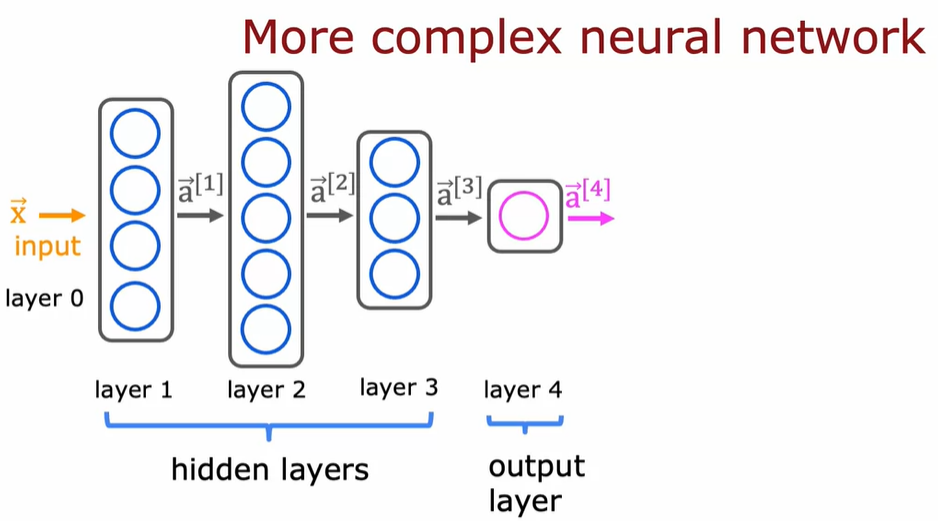 More complex neural network
x⃗
input
layer 0
a⃗[1]
a⃗[2]
a⃗[3]
a⃗[4]
layer 1
layer 2
layer 3
layer 4
hidden layers
output
layer